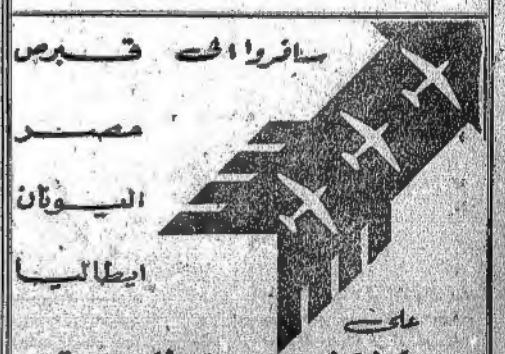 سافروا الى قبرص
مصر
اليونان
ايطاليا
على